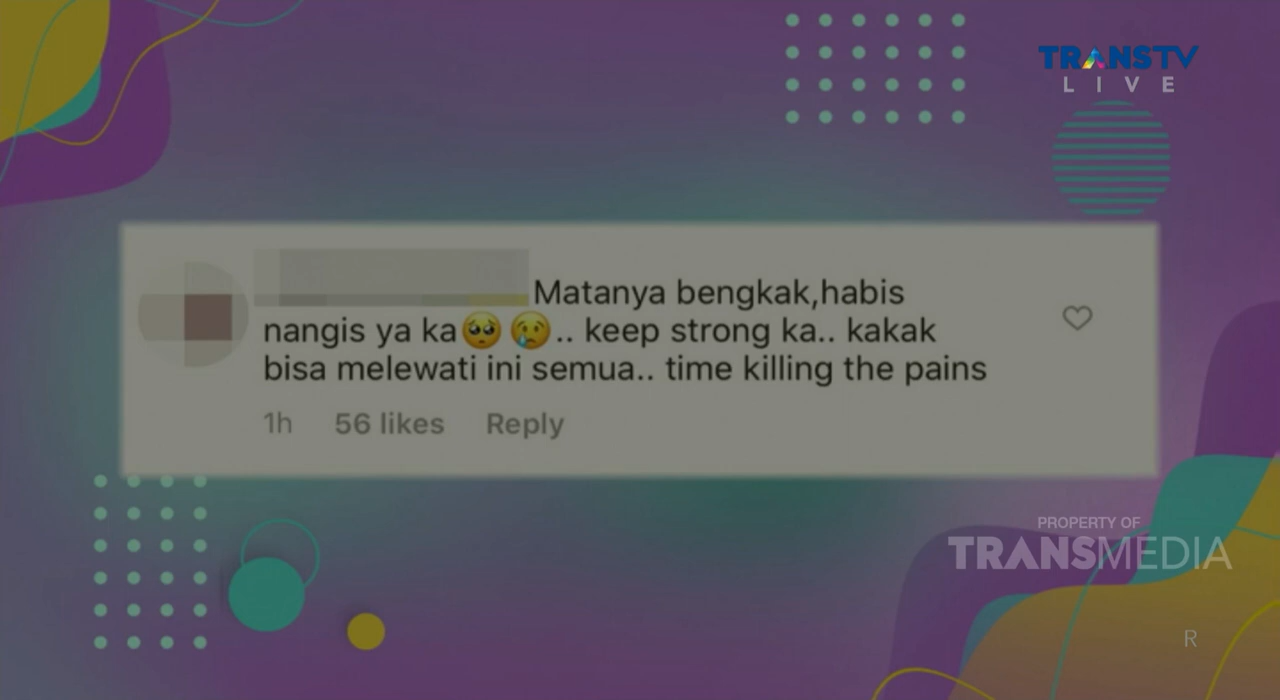 TRANSTV
LIVE
Matanya bengkak,habis
nangis ya ka🥺😢.. keep strong ka.. kakak
bisa melewati ini semua.. time killing the pains
1h 56 likes Reply
PROPERTY OF
TRANSMEDIA
R